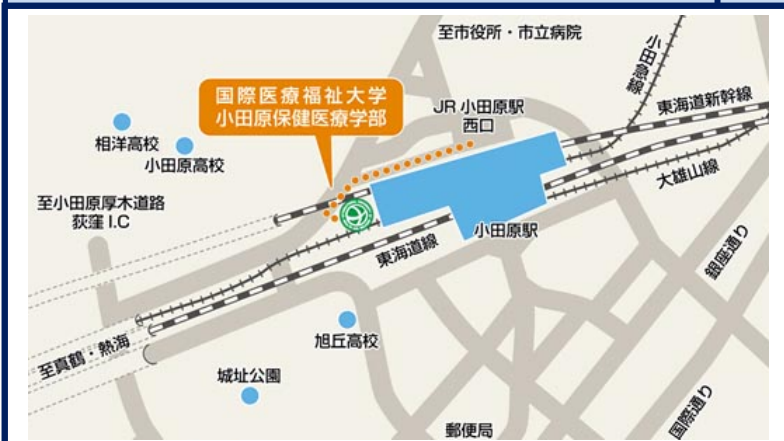 至市役所・市立病院
小田急線
国際医療福祉大学
小田原保健医療学部
JR 小田原駅
西口
東海道新幹線
相洋高校
小田原高校
大雄山線
至小田原厚木道路
荻窪 I.C
小田原駅
東海道線
銀座通り
旭丘高校
至真鶴・熱海
城址公園
国際通り
郵便局